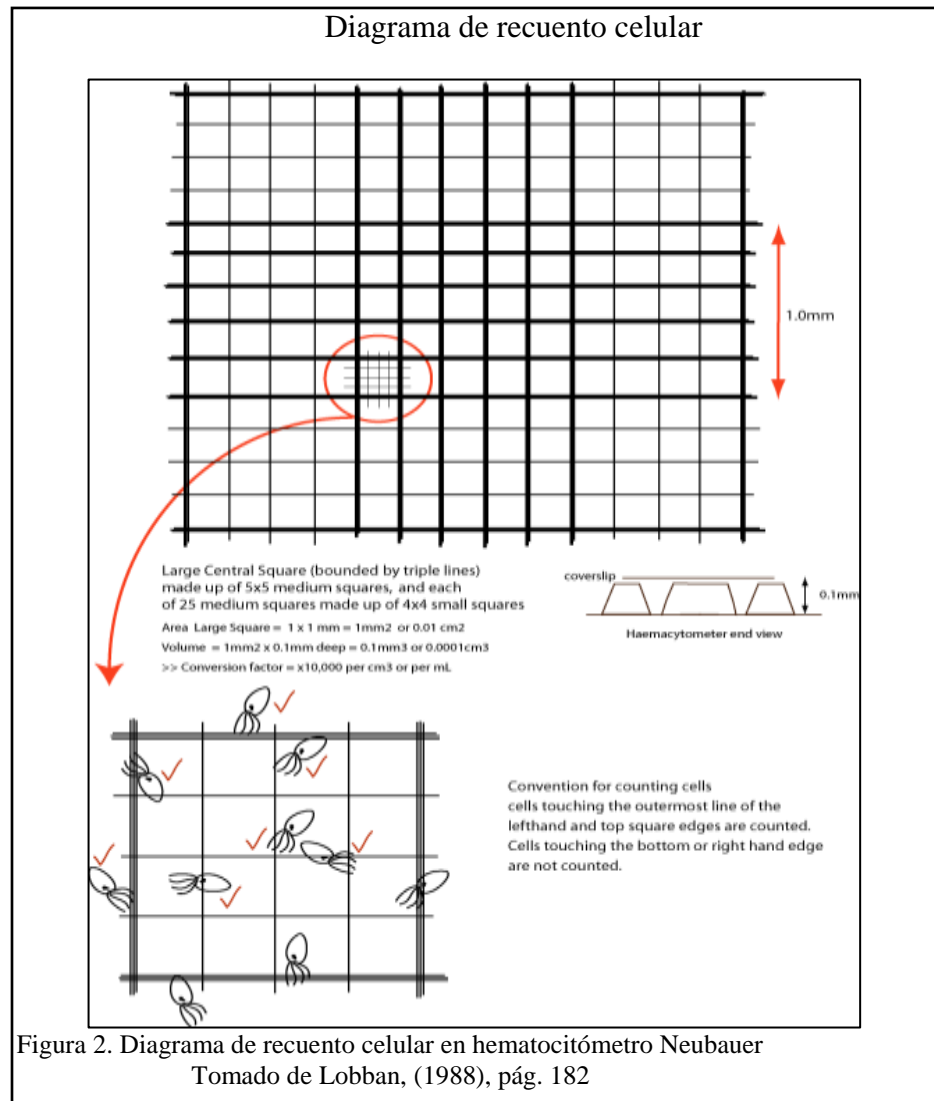 Diagrama de recuento celular
1.0mm
Large Central Square (bounded by triple lines)
made up of 5x5 medium squares, and each
of 25 medium squares made up of 4x4 small squares
Area Large Square = 1 x 1 mm = 1mm2 or 0.01 cm2
Volume = 1mm2 x 0.1mm deep = 0.1mm3 or 0.0001cm3
>> Conversion factor = x10,000 per cm3 or per mL
coverslip
0.1mm
Haemacytometer end view
Convention for counting cells
cells touching the outermost line of the
lefthand and top square edges are counted.
Cells touching the bottom or right hand edge
are not counted.
Figura 2. Diagrama de recuento celular en hematocitómetro Neubauer
Tomado de Lobban, (1988), pág. 182